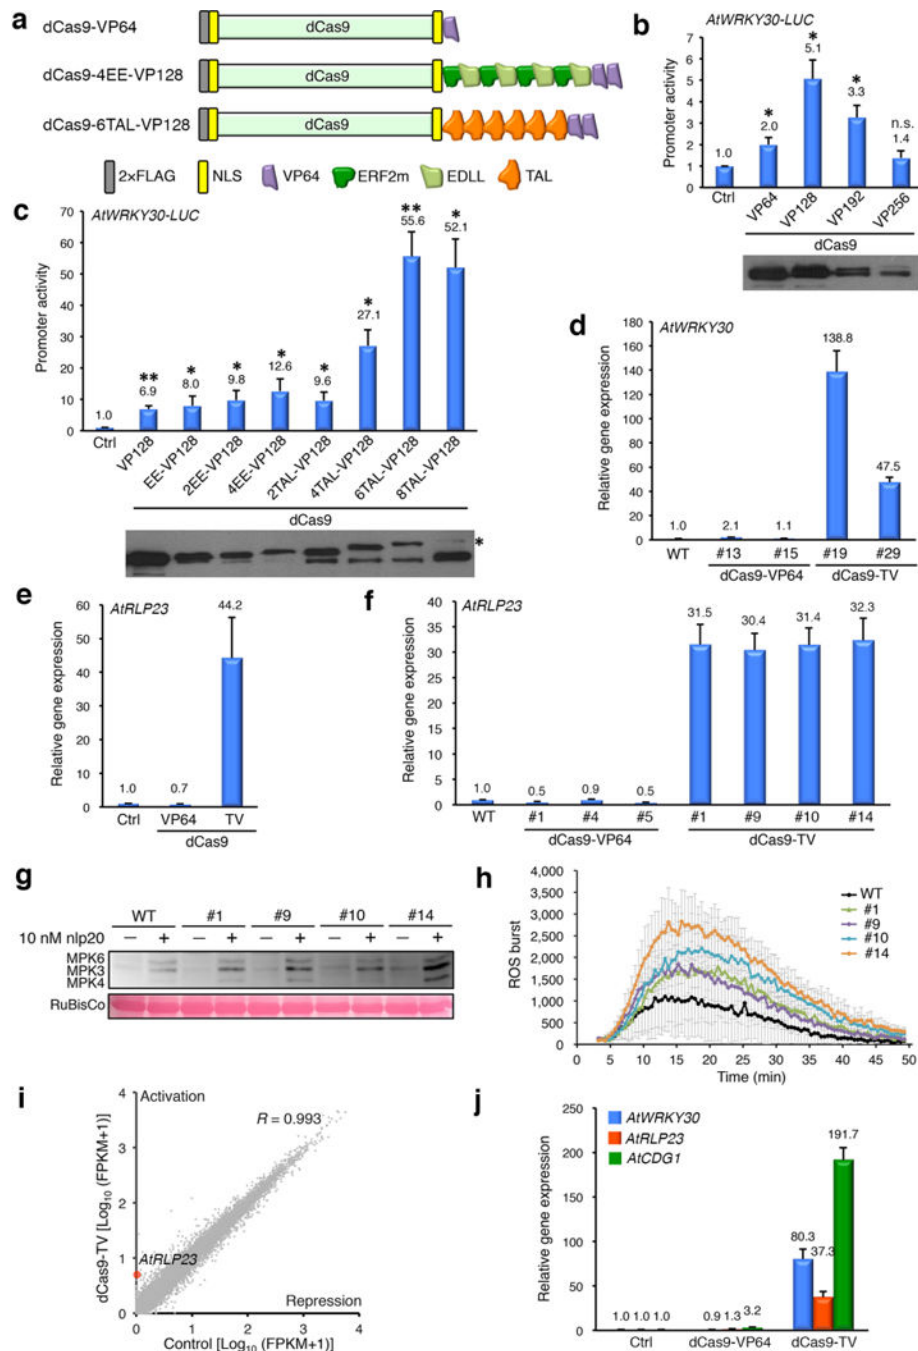 a
dCas9-VP64
dCas9
dCas9-4EE-VP128
dCas9
dCas9-6TAL-VP128
dCas9
2×FLAG NLS VP64 ERF2m EDLL TAL
b
AtWRKY30-LUC
Promoter activity
7
6
5
4
3
2
1
0
1.0
*
2.0
*
5.1
*
3.3
n.s.
1.4
Ctrl VP64 VP128 VP192 VP256
dCas9
c
AtWRKY30-LUC
Promoter activity
70
60
50
40
30
20
10
0
1.0
**
6.9
*
8.0
*
9.8
*
12.6
*
9.6
*
27.1
**
55.6
*
52.1
Ctrl VP128 EE-VP128 2EE-VP128 4EE-VP128 2TAL-VP128 4TAL-VP128 6TAL-VP128 8TAL-VP128
dCas9
*
d
AtWRKY30
Relative gene expression
180
160
140
120
100
80
60
40
20
0
1.0 2.1 1.1 138.8 47.5
WT #13 #15 #19 #29
dCas9-VP64 dCas9-TV
e
AtRLP23
Relative gene expression
60
50
40
30
20
10
0
1.0 0.7 44.2
Ctrl VP64 TV
dCas9
f
AtRLP23
Relative gene expression
40
35
30
25
20
15
10
5
0
1.0 0.5 0.9 0.5 31.5 30.4 31.4 32.3
WT #1 #4 #5 #1 #9 #10 #14
dCas9-VP64 dCas9-TV
g
WT #1 #9 #10 #14
10 nM nlp20 — + — + — + — + — +
MPK6
MPK3
MPK4
RuBisCo
h
ROS burst
4,000
3,500
3,000
2,500
2,000
1,500
1,000
500
0
WT
#1
#9
#10
#14
0 5 10 15 20 25 30 35 40 45 50
Time (min)
i
dCas9-TV [Log10 (FPKM+1)]
4
3
2
1
0
Activation
R = 0.993
AtRLP23
Repression
0 1 2 3 4
Control [Log10 (FPKM+1)]
j
Relative gene expression
250
200
150
100
50
0
AtWRKY30
AtRLP23
AtCDG1
1.0 1.0 1.0 0.9 1.3 3.2 80.3 37.3 191.7
Ctrl dCas9-VP64 dCas9-TV